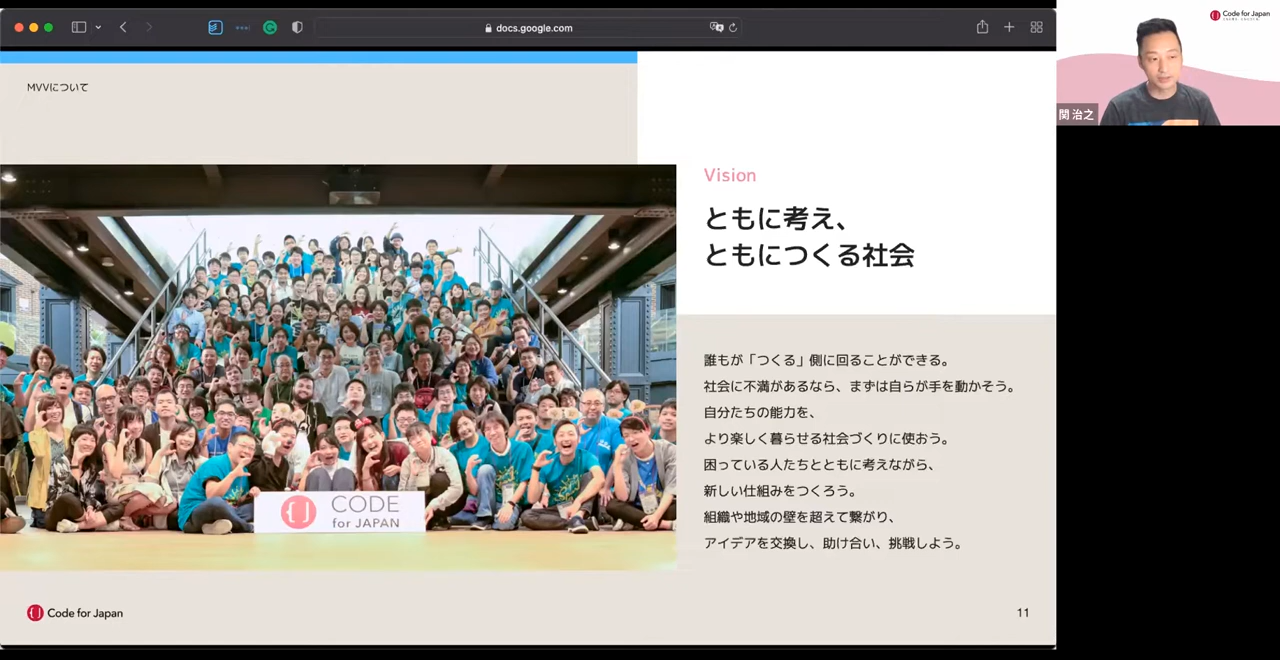 docs.google.com
Code for Japan
関 治之
MVVについて
Vision
ともに考え、
ともにつくる社会
誰もが「つくる」側に回ることができる。
社会に不満があるなら、まずは自らが手を動かそう。
自分たちの能力を、
より楽しく暮らせる社会づくりに使おう。
困っている人たちとともに考えながら、
新しい仕組みをつくろう。
組織や地域の壁を超えて繋がり、
アイデアを交換し、助け合い、挑戦しよう。
CODE
for JAPAN
Code for Japan
11